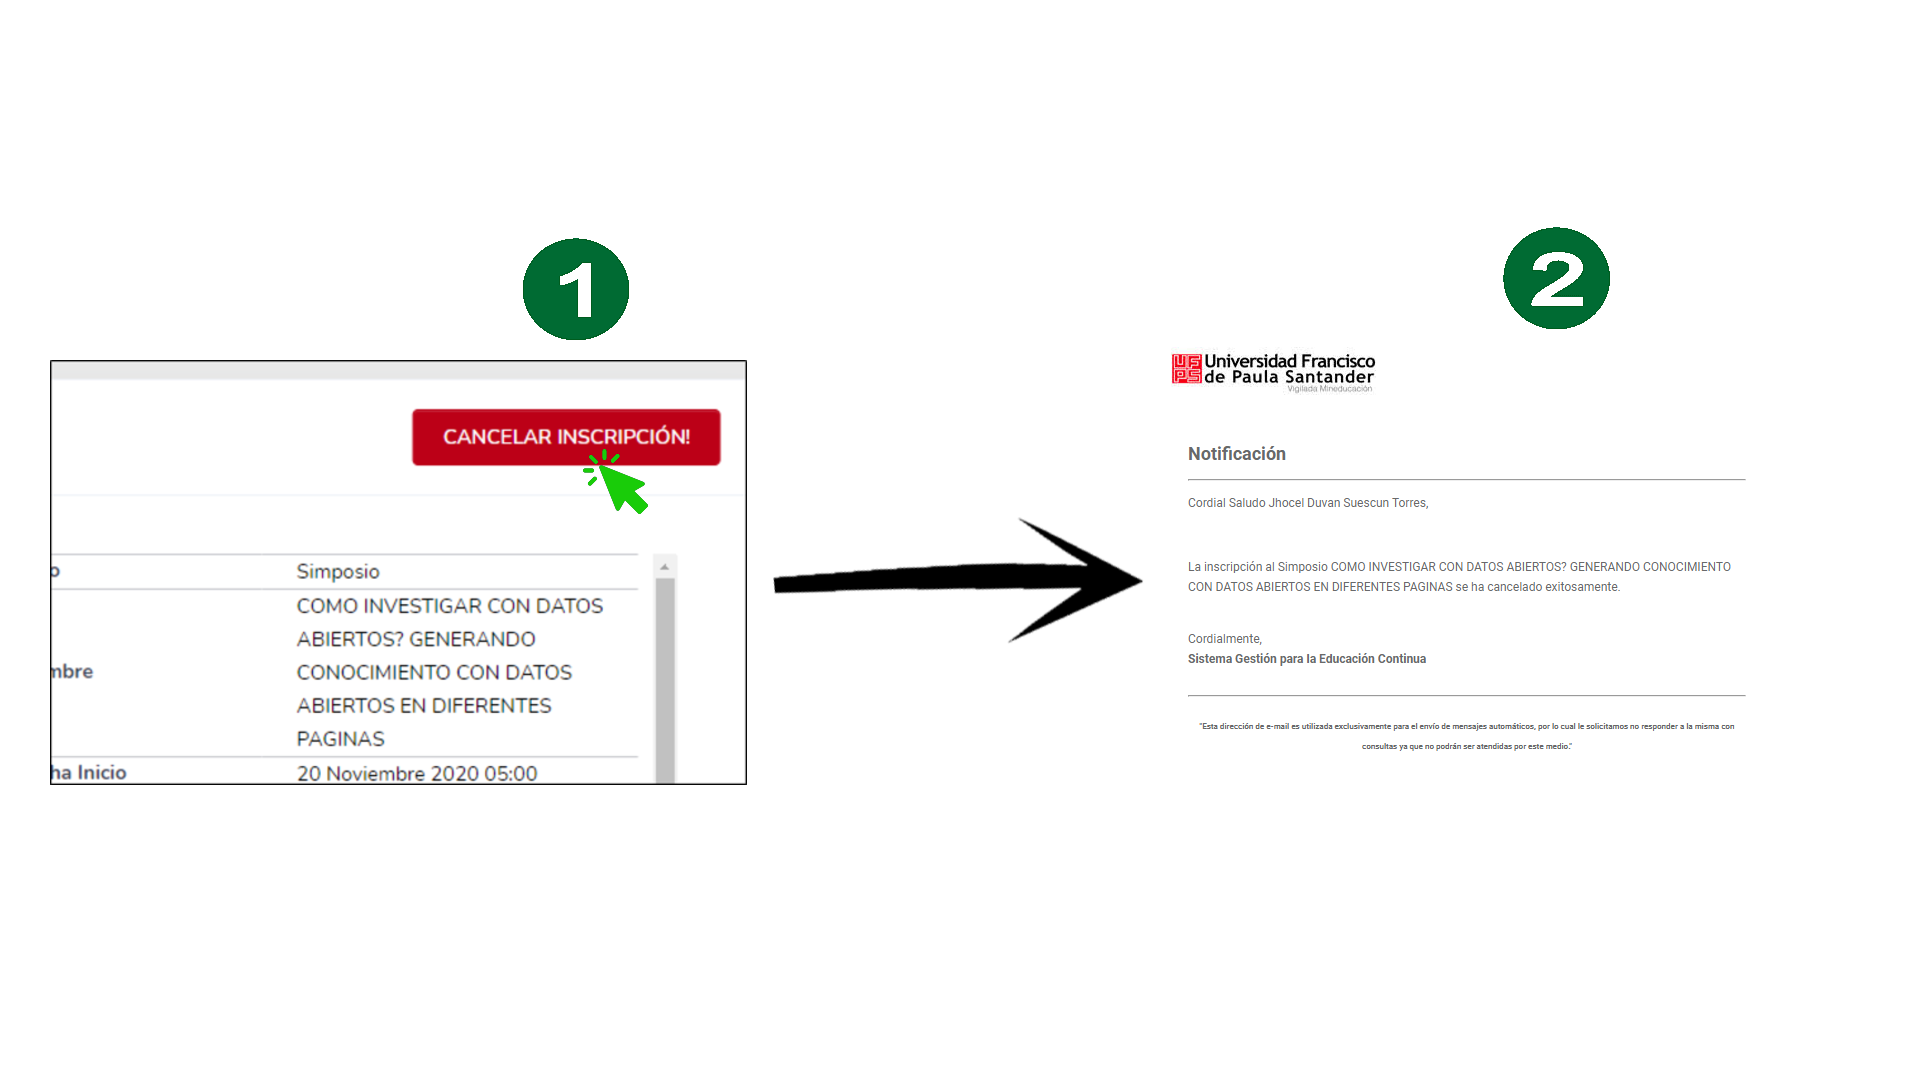 1
CANCELAR INSCRIPCIÓN!
o
Simposio
mbre
COMO INVESTIGAR CON DATOS
ABIERTOS? GENERANDO
CONOCIMIENTO CON DATOS
ABIERTOS EN DIFERENTES
PAGINAS
ha Inicio
20 Noviembre 2020 05:00
2
UFPS
Universidad Francisco
de Paula Santander
Vigilada Mineducación
Notificación
Cordial Saludo Jhocel Duvan Suescun Torres,
La inscripción al Simposio COMO INVESTIGAR CON DATOS ABIERTOS? GENERANDO CONOCIMIENTO
CON DATOS ABIERTOS EN DIFERENTES PAGINAS se ha cancelado exitosamente.
Cordialmente,
Sistema Gestión para la Educación Continua
"Esta dirección de e-mail es utilizada exclusivamente para el envío de mensajes automáticos, por lo cual le solicitamos no responder a la misma con
consultas ya que no podrán ser atendidas por este medio."